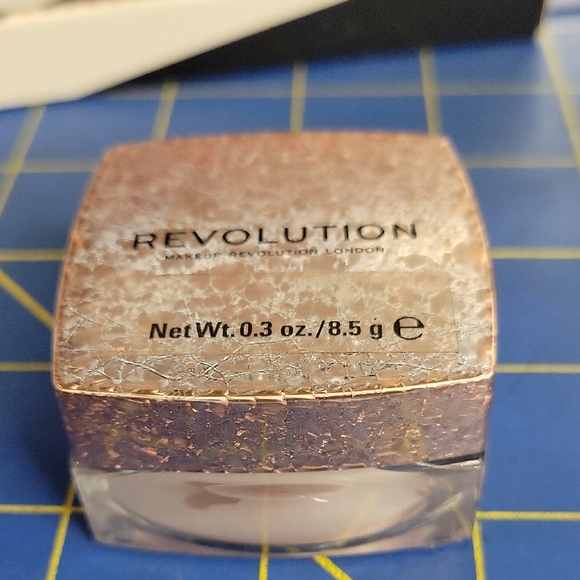 REVOLUTION
MAKEUP REVOLUTION LONDON
Net Wt. 0.3 oz./8.5 g ℮